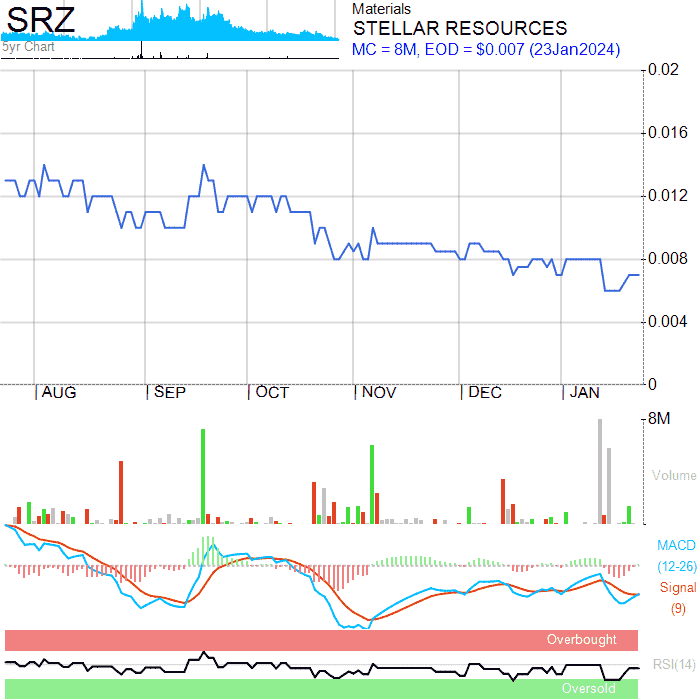 SRZ
5yr Chart
Materials
STELLAR RESOURCES
MC = 8M, EOD = $0.007 (23Jan2024)
0.02
0.016
0.012
0.008
0.004
0
AUG SEP OCT NOV DEC JAN
8M
Volume
MACD
(12-26)
Signal
(9)
Overbought
RSI(14)
Oversold